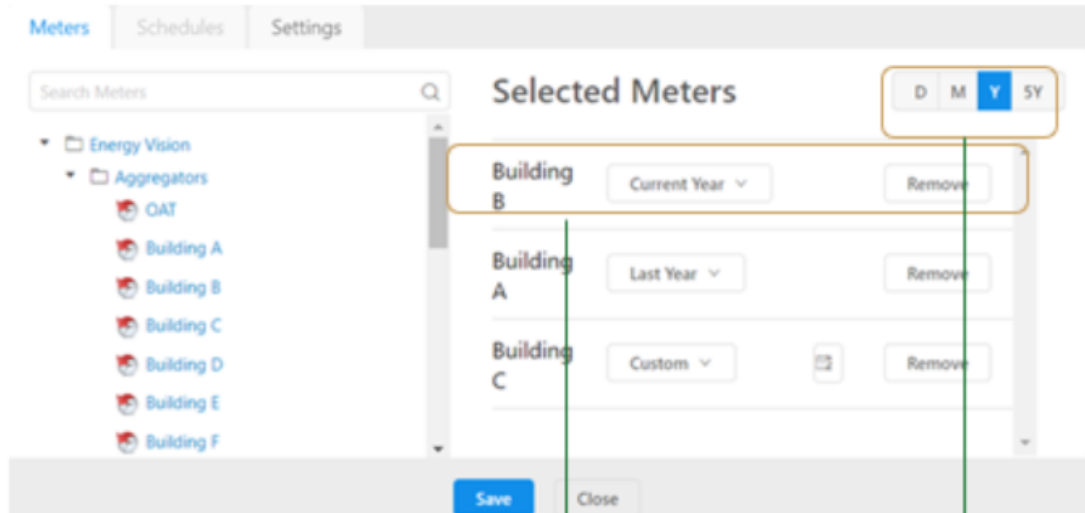 Meters Schedules Settings
Search Meters
Energy Vision
Aggregators
OAT
Building A
Building B
Building C
Building D
Building E
Building F
Selected Meters
D M Y 5Y
Building
B
Current Year
Remove
Building
A
Last Year
Remove
Building
C
Custom
Remove
Save Close